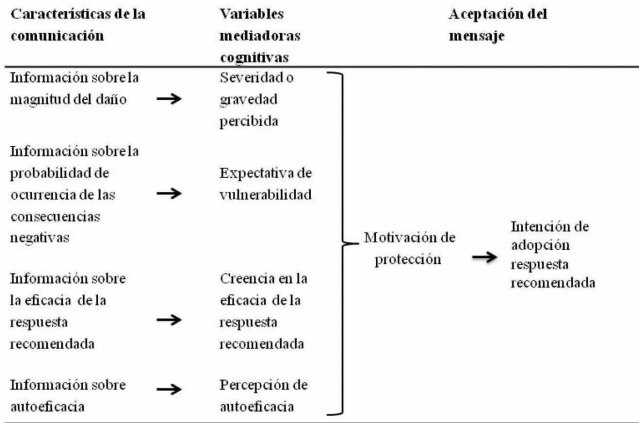 Características de la comunicación
Variables mediadoras cognitivas
Aceptación del mensaje
Información sobre la
magnitud del daño
Severidad o
gravedad
percibida
Información sobre la
probabilidad de
ocurrencia de las
consecuencias
negativas
Expectativa de
vulnerabilidad
Información sobre
la eficacia de la
respuesta
recomendada
Creencia en la
eficacia de la
respuesta
recomendada
Información sobre
autoeficacia
Percepción de
autoeficacia
Motivación de
protección
Intención de
adopción
respuesta
recomendada